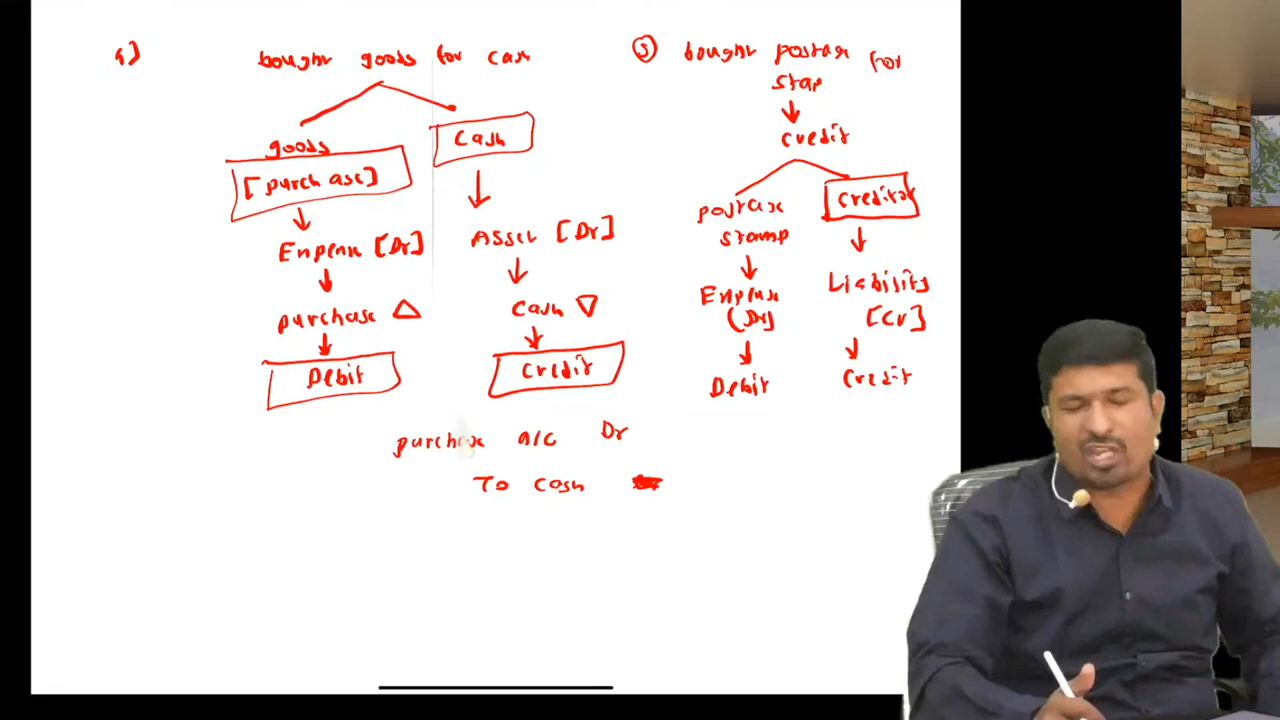 4)
bought goods for cash
goods
cash
[purchase]
Expense [Dr]
Asset [Dr]
purchase △
cash ▽
Debit
credit
purchase a/c Dr
To cash
⑤ bought postage for
stap
credit
postage
stamp
creditor
Expense
(Dr)
Liability
[Cr]
Debit
credit